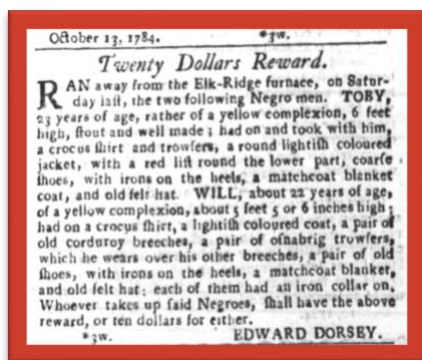 October 13, 1784. *3w.
Twenty Dollars Reward.
RAN away from the Elk-Ridge furnace, on Satur-
day laſt, the two following Negro men. TOBY,
23 years of age, rather of a yellow complexion, 6 feet
high, ſtout and well made; had on and took with him,
a crocus ſhirt and trowſers, a round lightiſh coloured
jacket, with a red liſt round the lower part, coarſe
ſhoes, with irons on the heels, a matchcoat blanket
coat, and old felt hat. WILL, about 22 years of age,
of a yellow complexion, about 5 feet 5 or 6 inches high;
had on a crocus ſhirt, a lightiſh coloured coat, a pair of
old corduroy breeches, a pair of oſnabrig trowſers,
which he wears over his other breeches, a pair of old
ſhoes, with irons on the heels, a matchcoat blanket,
and old felt hat; each of them had an iron collar on.
Whoever takes up ſaid Negroes, ſhall have the above
reward, or ten dollars for either.
*3w. EDWARD DORSEY.